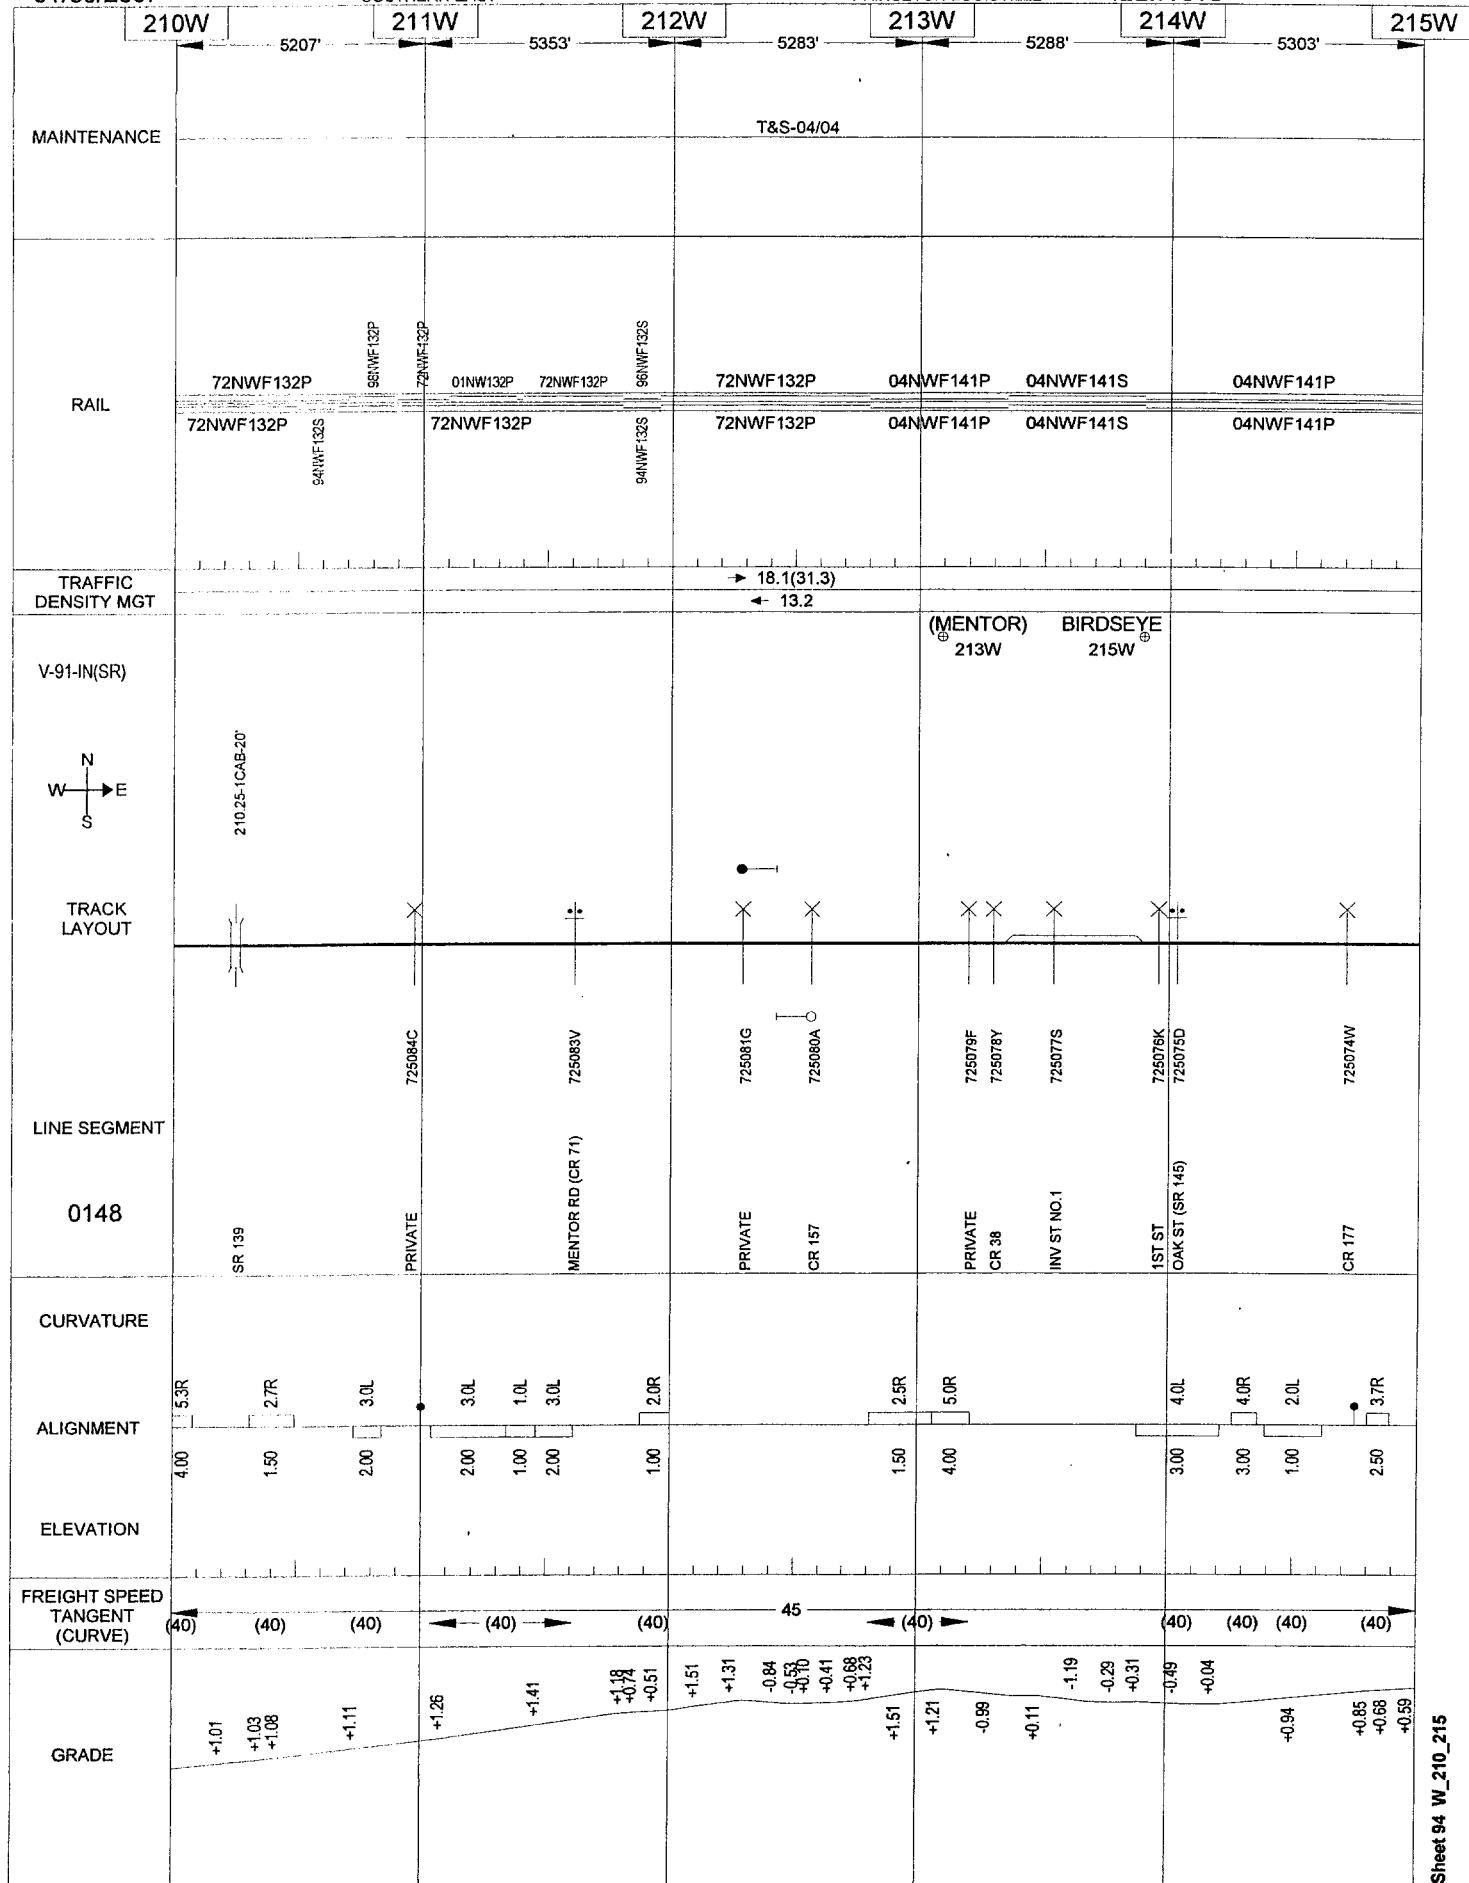 210W 211W 212W 213W 214W 215W
5207' 5353' 5283' 5288' 5303'
MAINTENANCE
T&S-04/04
98NWF132P 72NWF132P 96NWF132S
72NWF132P 01NW132P 72NWF132P 72NWF132P 04NWF141P 04NWF141S 04NWF141P
RAIL
72NWF132P 72NWF132P 72NWF132P 04NWF141P 04NWF141S 04NWF141P
94NWF132S 94NWF132S
TRAFFIC
DENSITY MGT
18.1(31.3)
13.2
(MENTOR) BIRDSEYE
213W 215W
V-91-IN(SR)
N
W E
S
210.25-1CAB-20'
TRACK
LAYOUT
725084C 725083V 725081G 725080A 725079F 725078Y 725077S 725076K 725075D 725074W
LINE SEGMENT
0148
SR 139 PRIVATE MENTOR RD (CR 71) PRIVATE CR 157 PRIVATE CR 38 INV ST NO.1 1ST ST OAK ST (SR 145) CR 177
CURVATURE
5.3R 2.7R 3.0L 3.0L 1.0L 3.0L 2.0R 2.5R 5.0R 4.0L 4.0R 2.0L 3.7R
ALIGNMENT
4.00 1.50 2.00 2.00 1.00 2.00 1.00 1.50 4.00 3.00 3.00 1.00 2.50
ELEVATION
FREIGHT SPEED
TANGENT
(CURVE)
45
(40) (40) (40) (40) (40) (40) (40) (40) (40) (40)
+1.18 +0.74 +0.51 +1.51 +1.31 -0.84 -0.53 +0.10 +0.41 +0.68 +1.23 -1.19 -0.29 +0.31 -0.49 +0.04
+1.01 +1.03 +1.08 +1.11 +1.26 +1.41 +1.51 +1.21 -0.99 +0.11 +0.94 +0.85 +0.68 +0.59
GRADE
Sheet 94 W_210_215